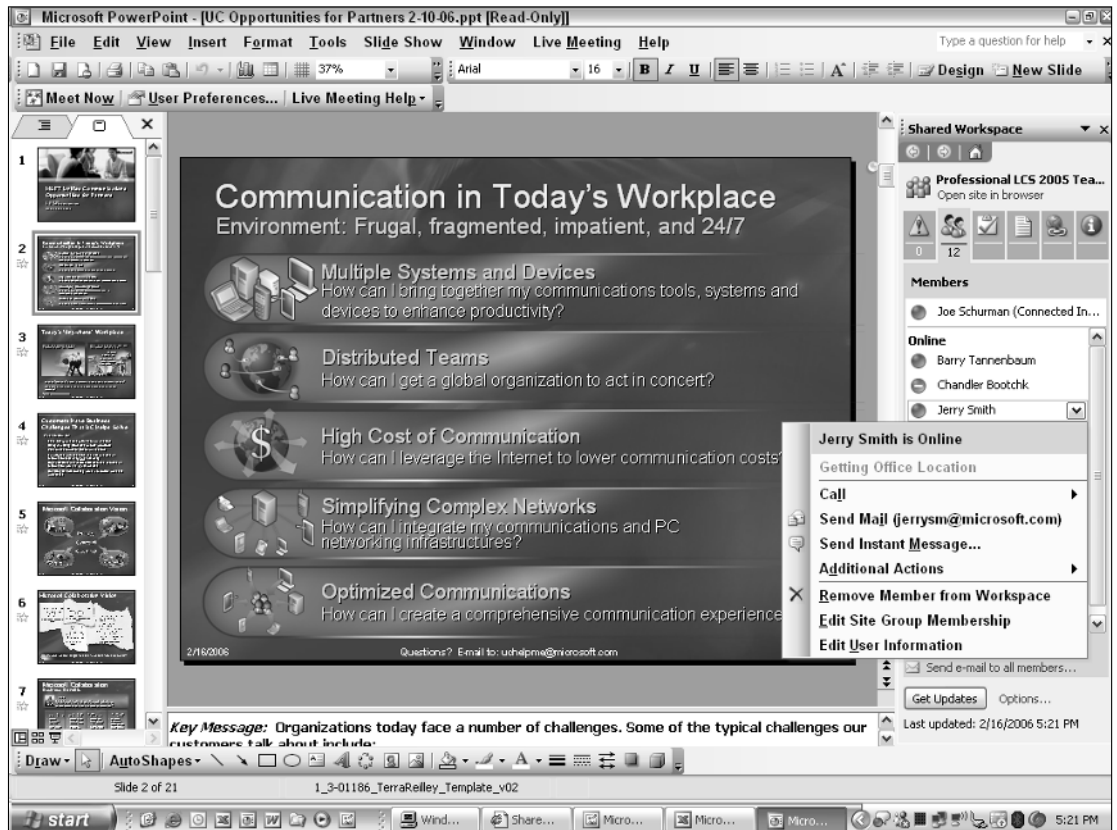 Microsoft PowerPoint - [UC Opportunities for Partners 2-10-06.ppt [Read-Only]]
File Edit View Insert Format Tools Slide Show Window Live Meeting Help
Type a question for help
37%
Arial
16
B I U
Design
New Slide
Meet Now
User Preferences...
Live Meeting Help
1
2
3
4
5
6
7
Communication in Today's Workplace
Environment: Frugal, fragmented, impatient, and 24/7
Multiple Systems and Devices
How can I bring together my communications tools, systems and
devices to enhance productivity?
Distributed Teams
How can I get a global organization to act in concert?
High Cost of Communication
How can I leverage the Internet to lower communication costs?
Simplifying Complex Networks
How can I integrate my communications and PC
networking infrastructures?
Optimized Communications
How can I create a comprehensive communication experience
2/16/2006
Questions? E-mail to: uchelpme@microsoft.com
Shared Workspace
Professional LCS 2005 Tea...
Open site in browser
0
12
Members
Joe Schurman (Connected In...
Online
Barry Tannenbaum
Chandler Bootchk
Jerry Smith
Jerry Smith is Online
Getting Office Location
Call
Send Mail (jerrysm@microsoft.com)
Send Instant Message...
Additional Actions
Remove Member from Workspace
Edit Site Group Membership
Edit User Information
Send e-mail to all members...
Get Updates
Options...
Last updated: 2/16/2006 5:21 PM
Key Message: Organizations today face a number of challenges. Some of the typical challenges our
customers talk about include:
Draw
AutoShapes
Slide 2 of 21
1_3-01186_TerraReilley_Template_v02
start
Wind...
Share...
Micro...
Micro...
Micro...
5:21 PM